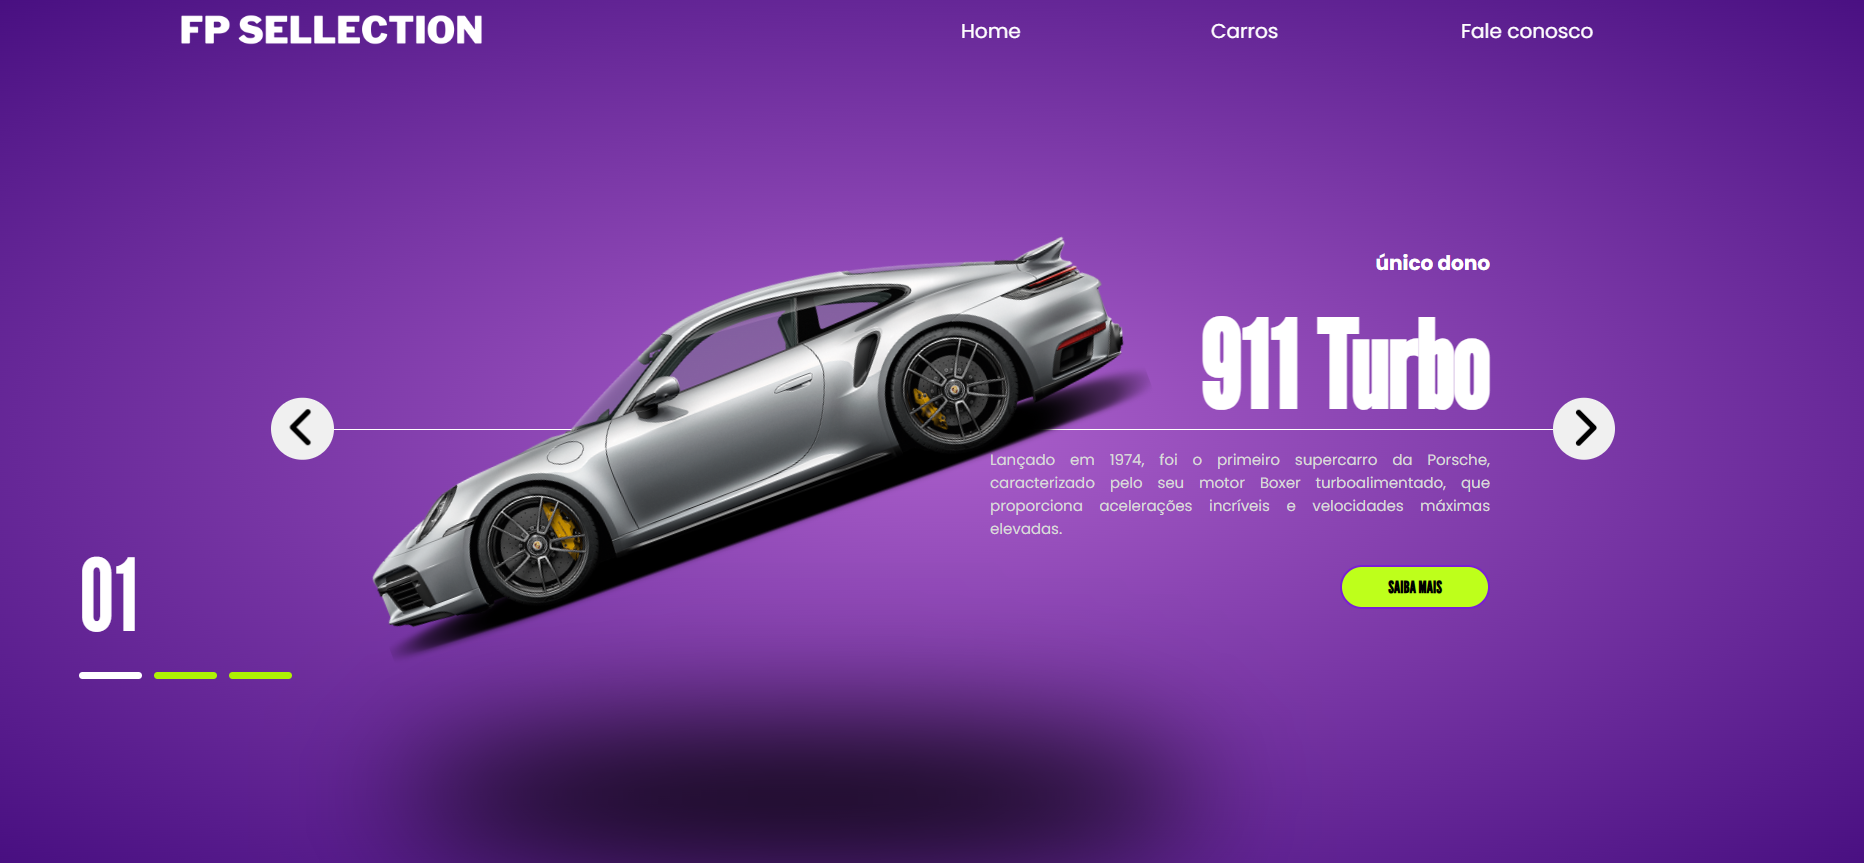 FP SELLECTION
Home
Carros
Fale conosco
único dono
911 Turbo
Lançado em 1974, foi o primeiro supercarro da Porsche,
caracterizado pelo seu motor Boxer turboalimentado, que
proporciona acelerações incríveis e velocidades máximas
elevadas.
SAIBA MAIS
01